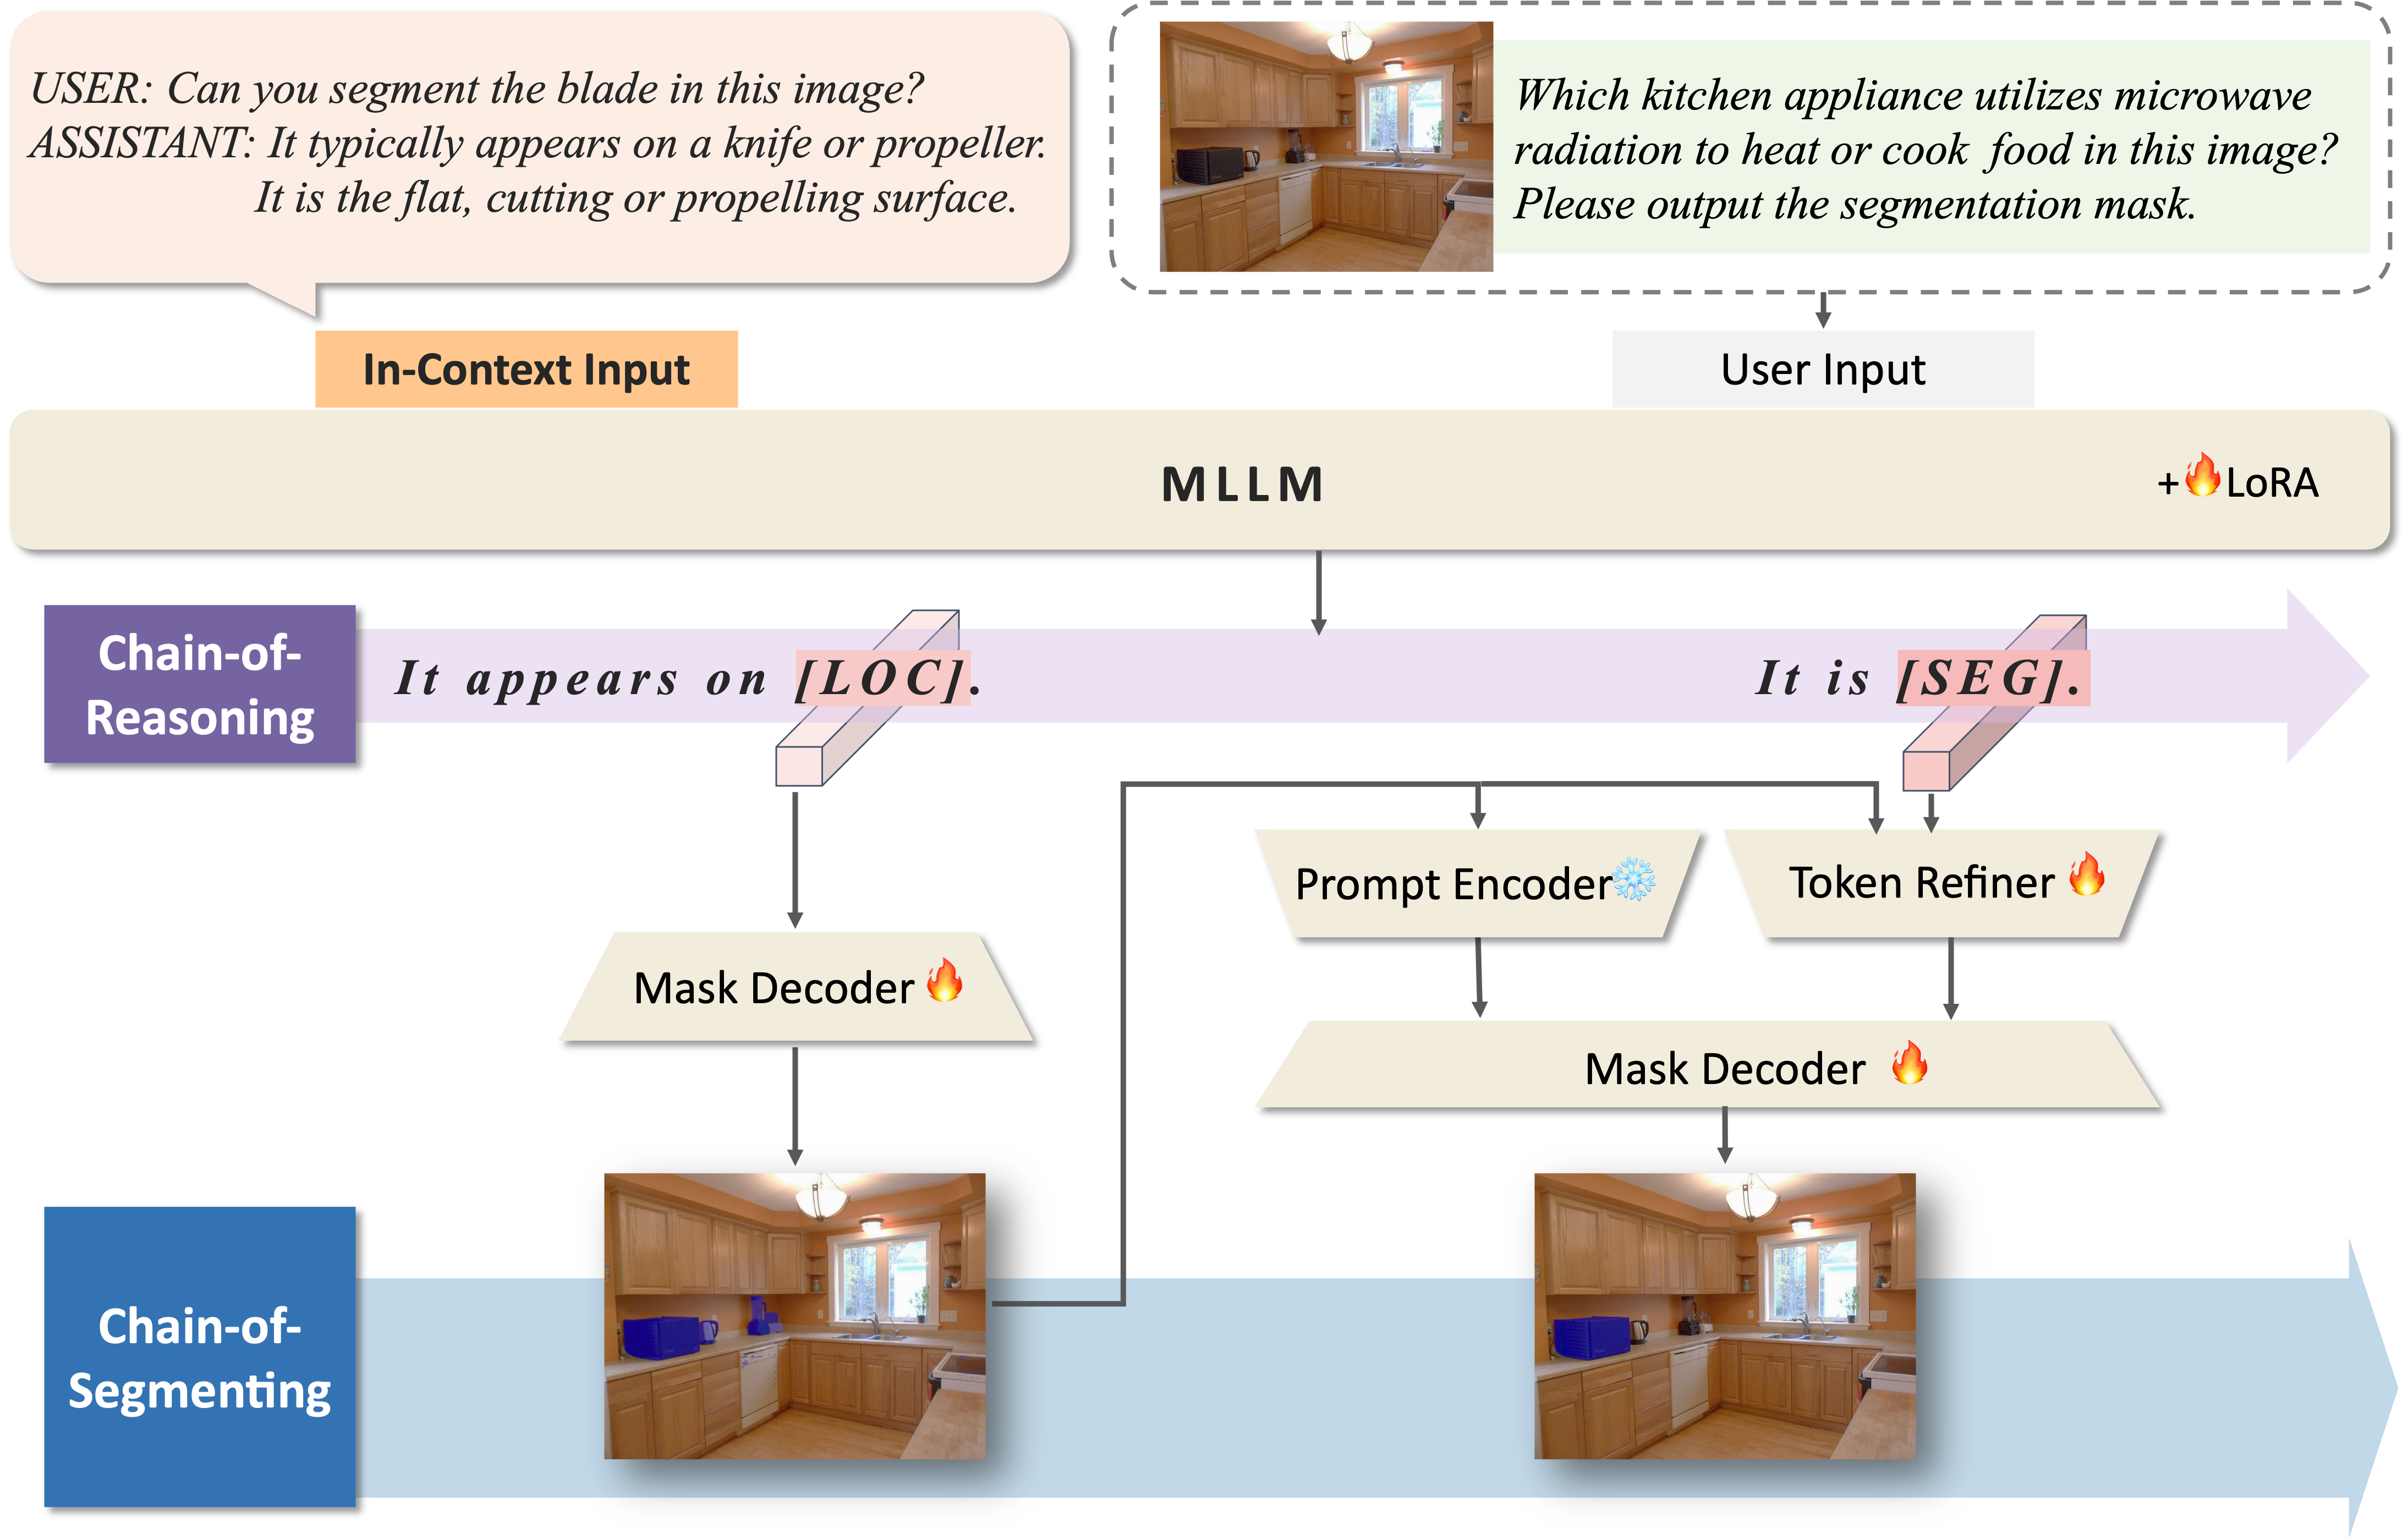 USER: Can you segment the blade in this image?
ASSISTANT: It typically appears on a knife or propeller.
It is the flat, cutting or propelling surface.
Which kitchen appliance utilizes microwave
radiation to heat or cook food in this image?
Please output the segmentation mask.
In-Context Input
User Input
MLLM
+LoRA
Chain-of-
Reasoning
It appears on [LOC].
It is [SEG].
Prompt Encoder
Token Refiner
Mask Decoder
Mask Decoder
Chain-of-
Segmenting